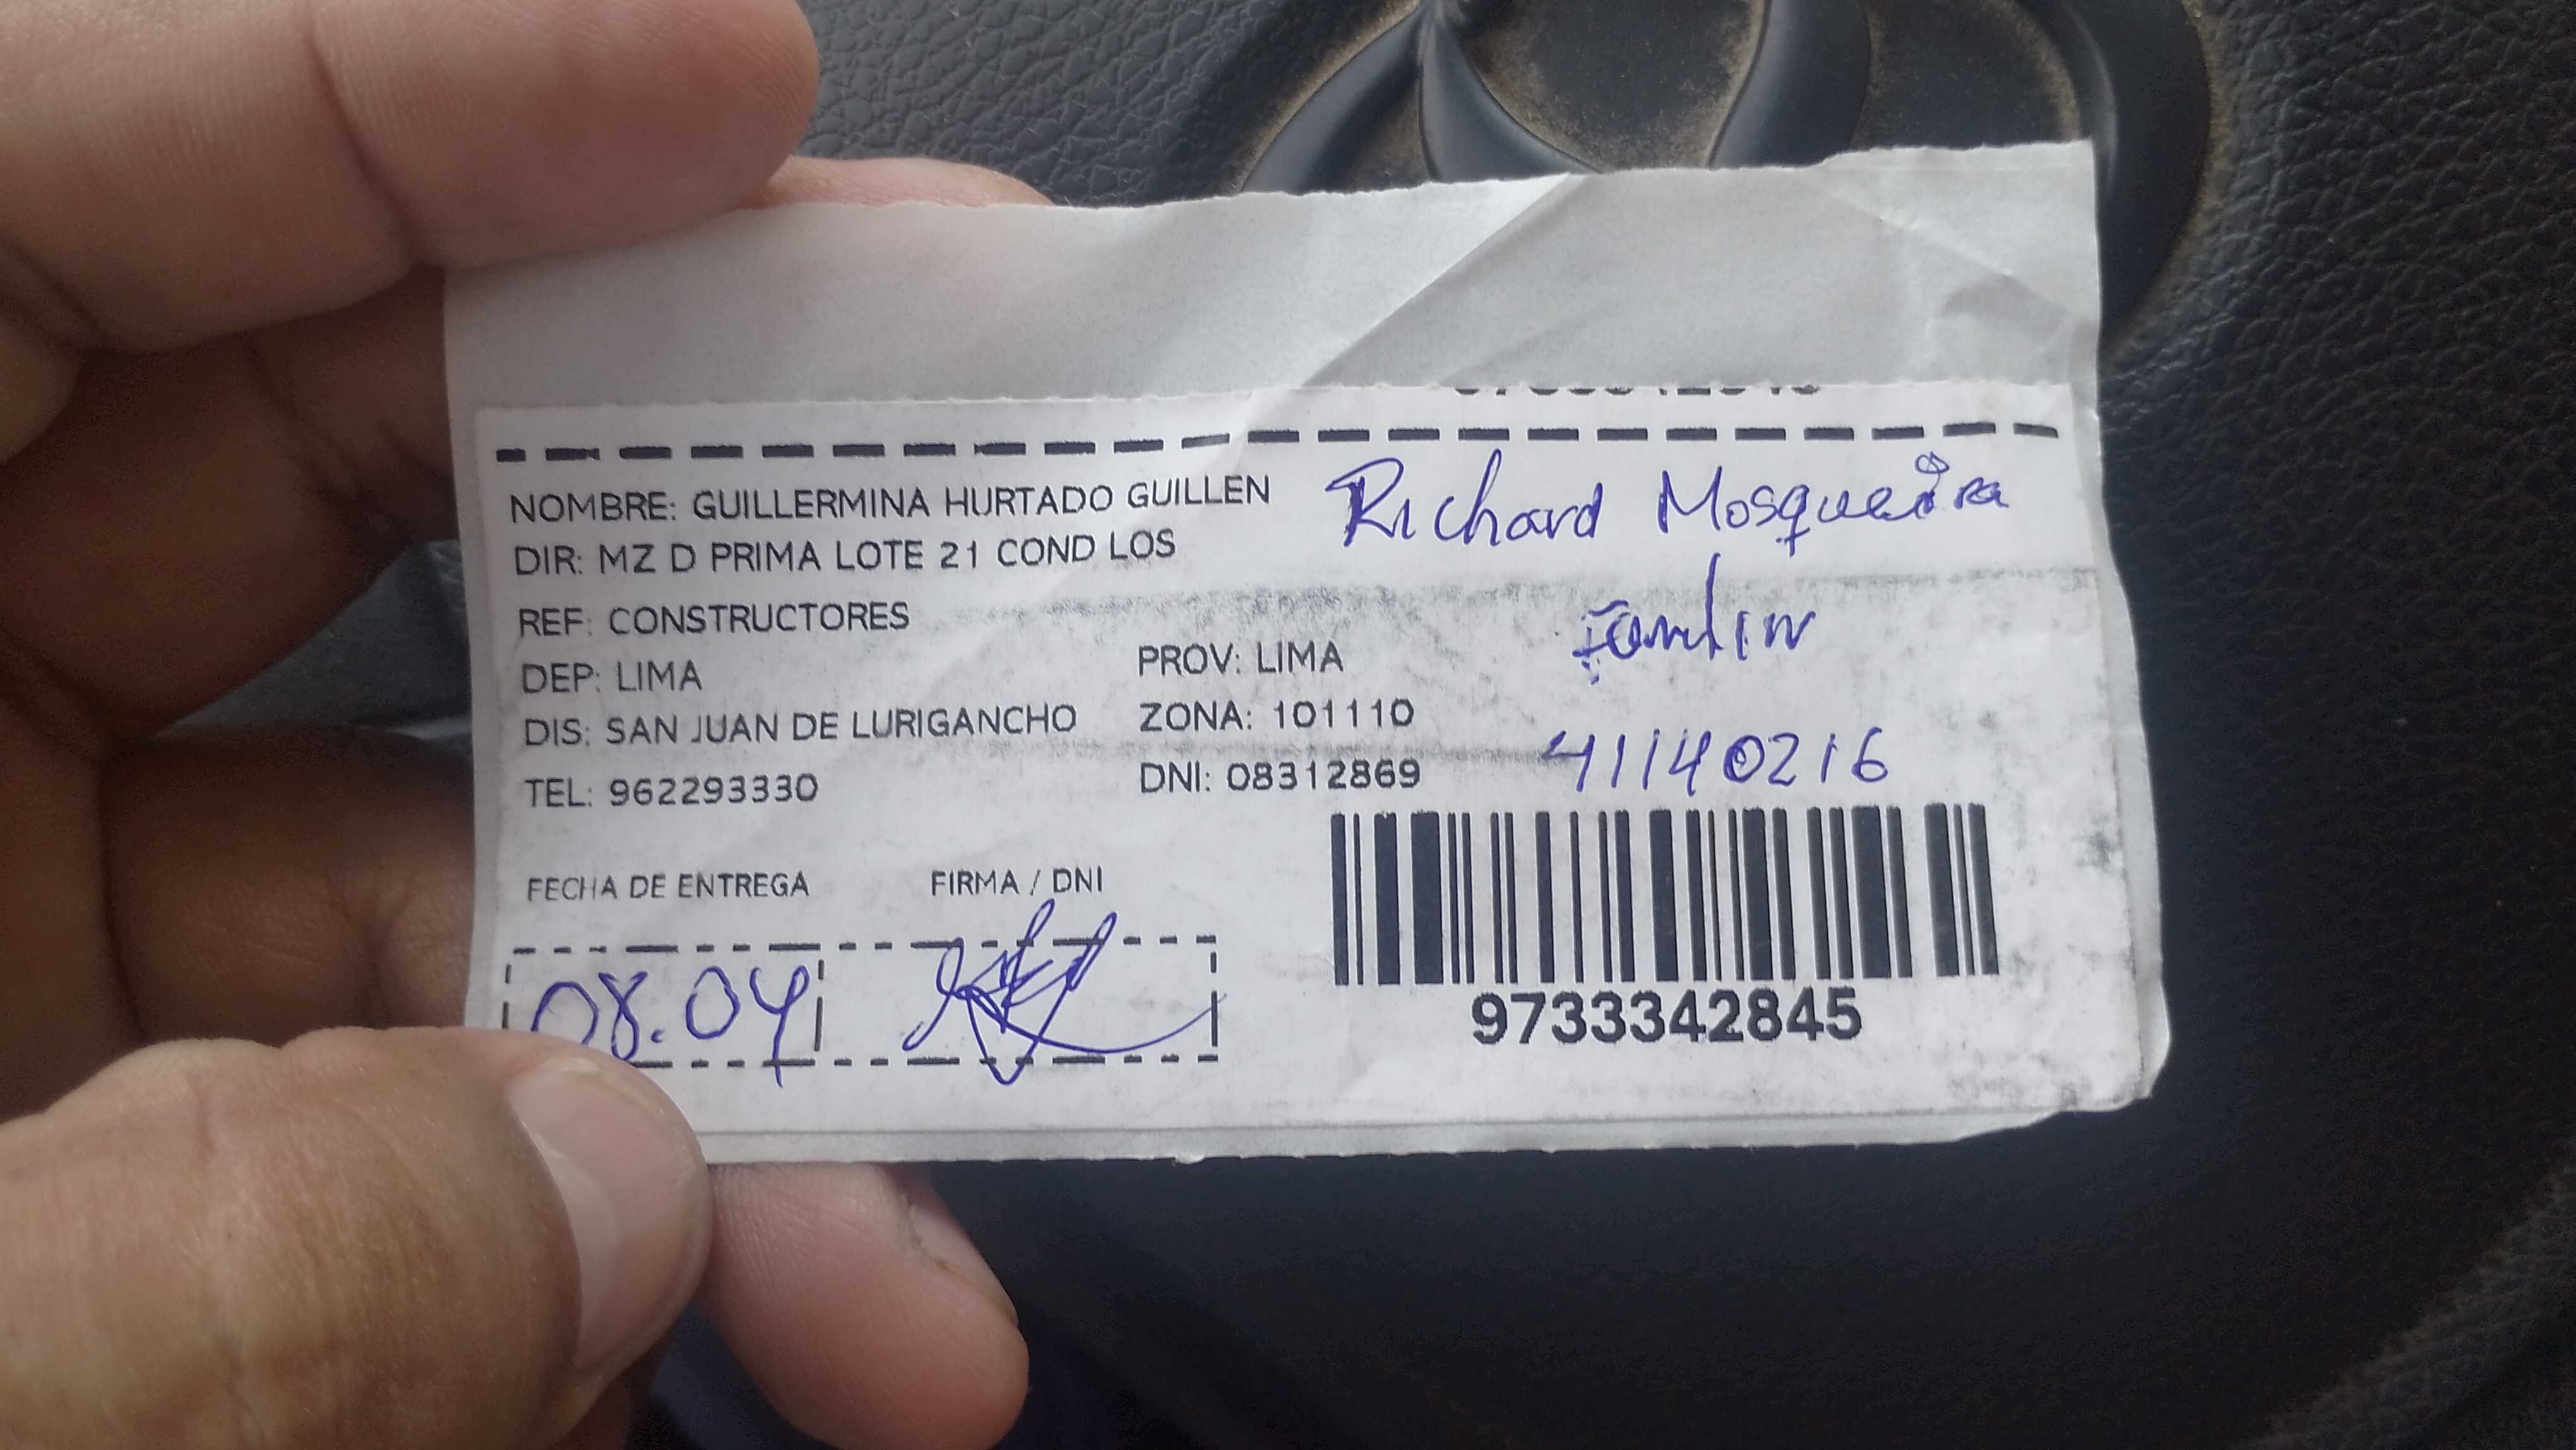 NOMBRE: GUILLERMINA HURTADO GUILLEN
DIR: MZ D PRIMA LOTE 21 COND LOS
REF: CONSTRUCTORES
DEP: LIMA PROV: LIMA
DIS: SAN JUAN DE LURIGANCHO ZONA: 101110
TEL: 962293330 DNI: 08312869
Richard Mosqueira
41140216
FECHA DE ENTREGA FIRMA / DNI
08.04
9733342845